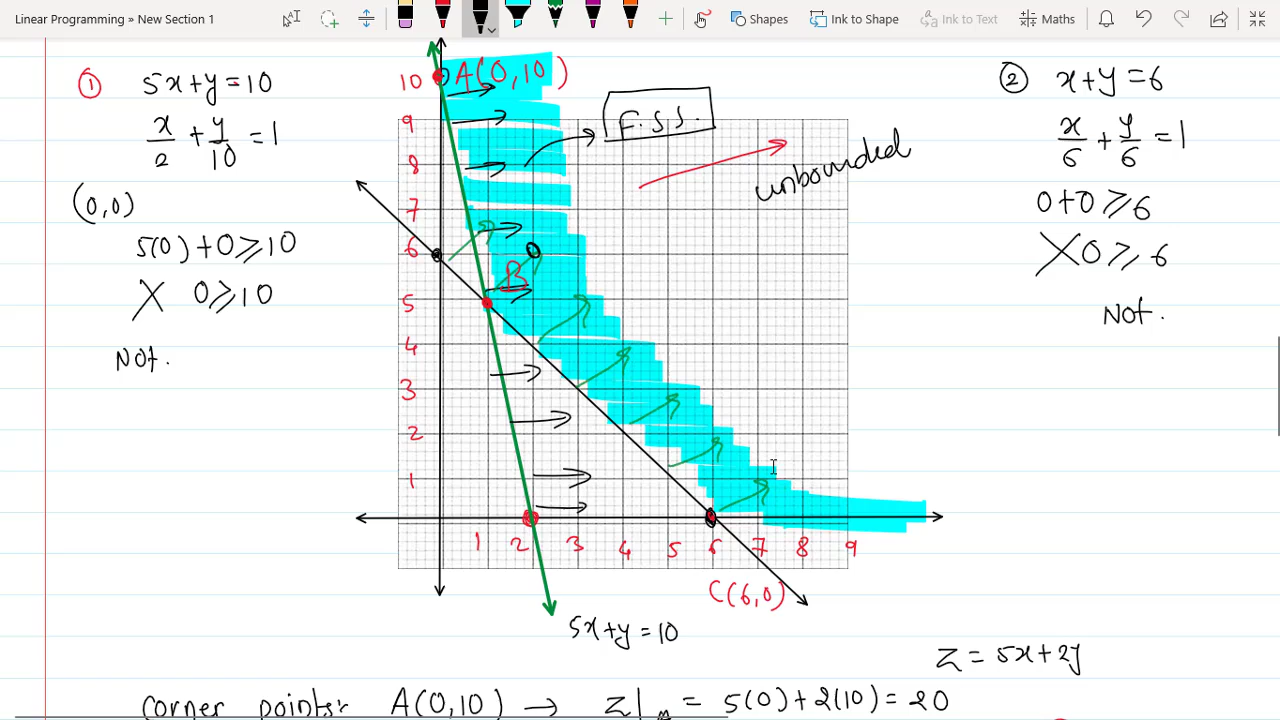 Linear Programming » New Section 1
Shapes
Ink to Shape
Ink to Text
Maths
① 5x+y=10
x/2 + y/10 = 1
(0,0)
5(0)+0⩾10
X 0⩾10
Not.
② x+y=6
x/6 + y/6 = 1
0+0⩾6
X 0⩾6
Not.
A(0,10)
F.S.S.
unbounded
B
10
9
8
7
6
5
4
3
2
1
1 2 3 4 5 6 7 8 9
C(6,0)
5x+y=10
Z = 5x+2y
corner points: A(0,10) → Z| = 5(0)+2(10)=20